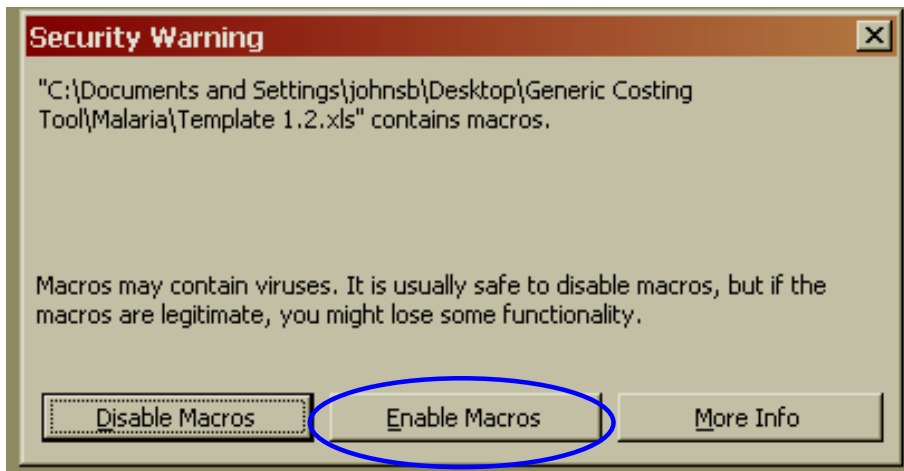 Security Warning
"C:\Documents and Settings\johnsb\Desktop\Generic Costing
Tool\Malaria\Template 1.2.xls" contains macros.
Macros may contain viruses. It is usually safe to disable macros, but if the
macros are legitimate, you might lose some functionality.
Disable Macros Enable Macros More Info